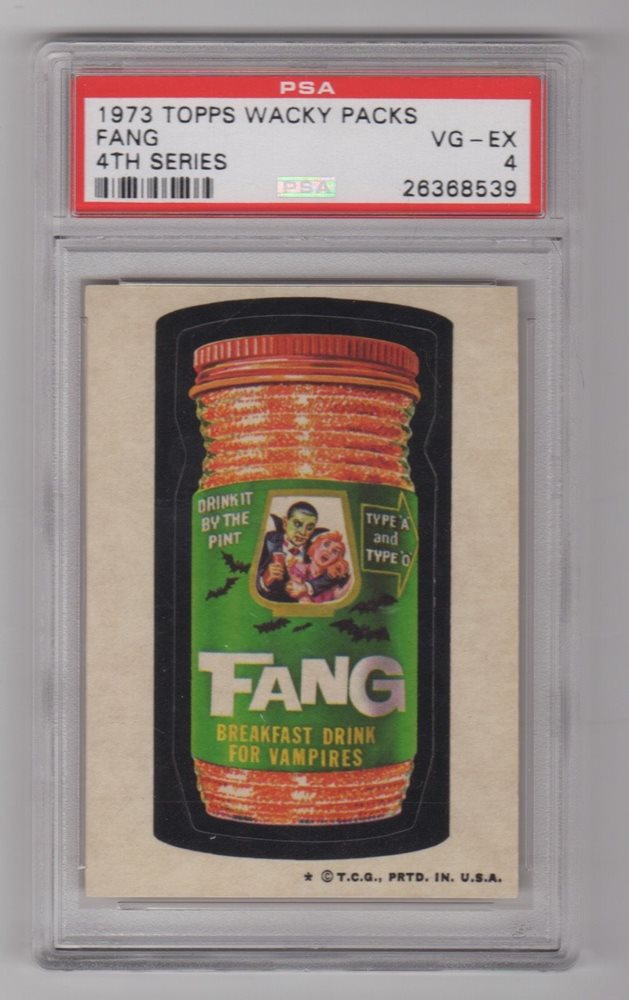 PSA
1973 TOPPS WACKY PACKS
FANG VG-EX
4TH SERIES 4
PSA 26368539
DRINK IT
BY THE
PINT
TYPE 'A'
and
TYPE 'O'
FANG
BREAKFAST DRINK
FOR VAMPIRES
* © T.C.G., PRTD. IN. U.S.A.